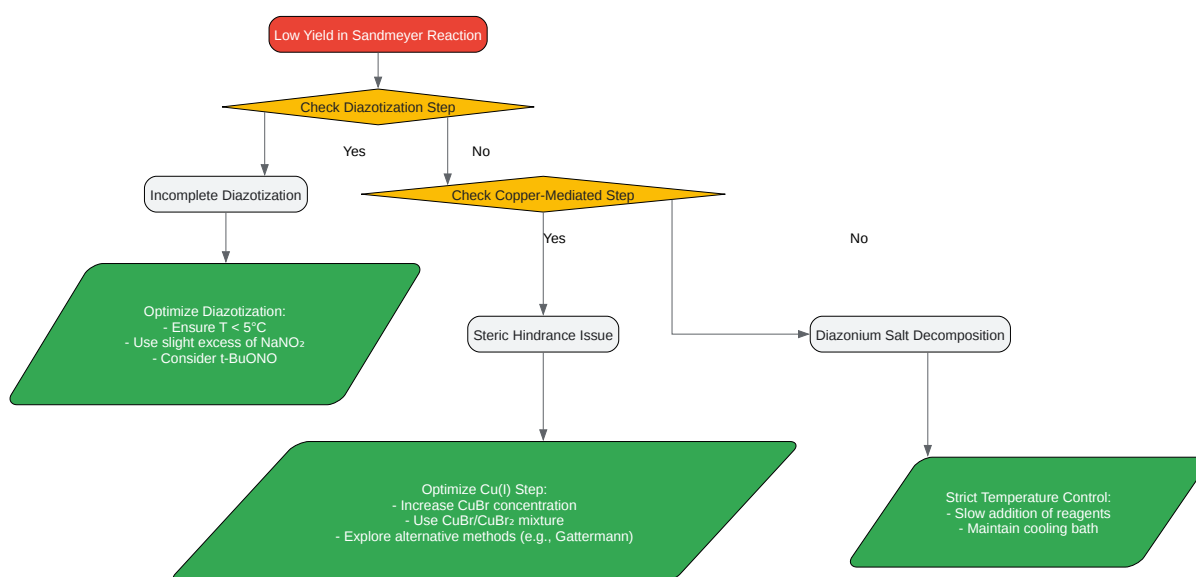 Low Yield in Sandmeyer Reaction
Check Diazotization Step
Yes
No
Incomplete Diazotization
Check Copper-Mediated Step
Yes
No
Optimize Diazotization:
- Ensure T < 5°C
- Use slight excess of NaNO₂
- Consider t-BuONO
Steric Hindrance Issue
Diazonium Salt Decomposition
Optimize Cu(I) Step:
- Increase CuBr concentration
- Use CuBr/CuBr₂ mixture
- Explore alternative methods (e.g., Gattermann)
Strict Temperature Control:
- Slow addition of reagents
- Maintain cooling bath